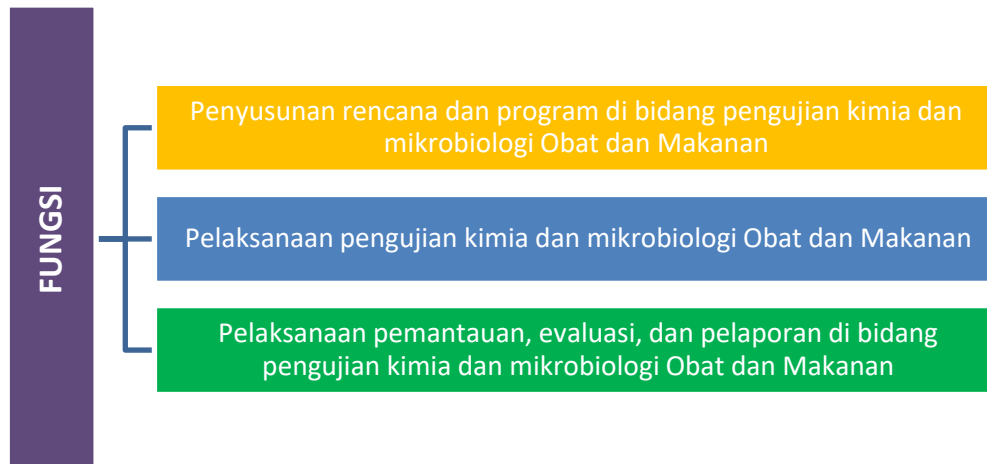 FUNGSI
Penyusunan rencana dan program di bidang pengujian kimia dan
mikrobiologi Obat dan Makanan
Pelaksanaan pengujian kimia dan mikrobiologi Obat dan Makanan
Pelaksanaan pemantauan, evaluasi, dan pelaporan di bidang
pengujian kimia dan mikrobiologi Obat dan Makanan